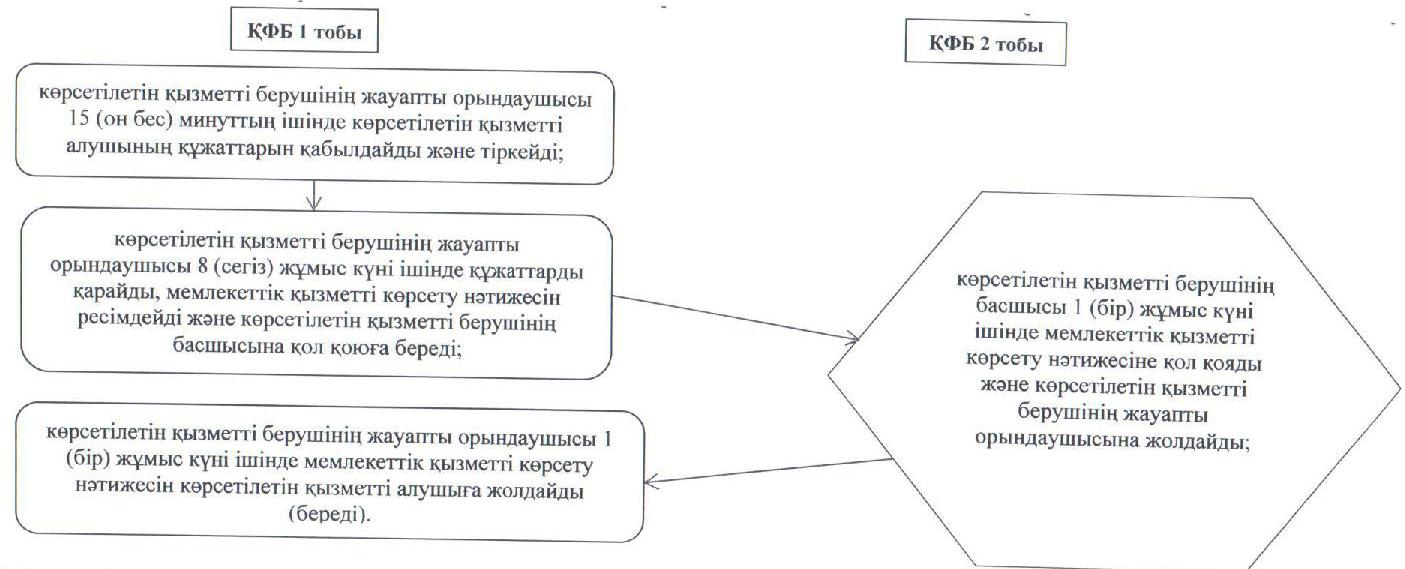 ҚФБ 1 тобы
ҚФБ 2 тобы
көрсетілетін қызметті берушінің жауапты орындаушысы
15 (он бес) минуттың ішінде көрсетілетін қызметті
алушының құжаттарын қабылдайды және тіркейді;
көрсетілетін қызметті берушінің жауапты
орындаушысы 8 (сегіз) жұмыс күні ішінде құжаттарды
қарайды, мемлекеттік қызметті көрсету нәтижесін
ресімдейді және көрсетілетін қызметті берушінің
басшысына қол қоюға береді;
көрсетілетін қызметті берушінің
басшысы 1 (бір) жұмыс күні
ішінде мемлекеттік қызметті
көрсету нәтижесіне қол қояды
және көрсетілетін қызметті
берушінің жауапты
орындаушысына жолдайды;
көрсетілетін қызметті берушінің жауапты орындаушысы 1
(бір) жұмыс күні ішінде мемлекеттік қызметті көрсету
нәтижесін көрсетілетін қызметті алушыға жолдайды
(береді).